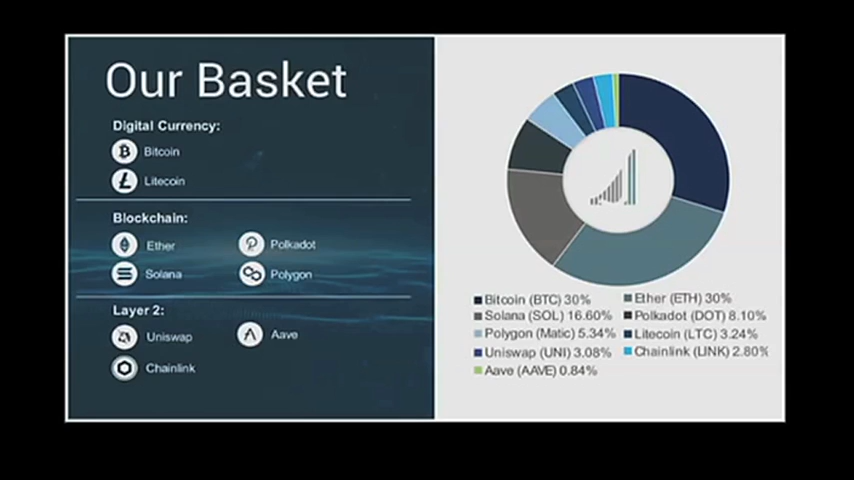 Our Basket
Digital Currency:
Bitcoin
Litecoin
Blockchain:
Ether
Polkadot
Solana
Polygon
Layer 2:
Uniswap
Aave
Chainlink
Bitcoin (BTC) 30%
Ether (ETH) 30%
Solana (SOL) 16.60%
Polkadot (DOT) 8.10%
Polygon (Matic) 5.34%
Litecoin (LTC) 3.24%
Uniswap (UNI) 3.08%
Chainlink (LINK) 2.80%
Aave (AAVE) 0.84%